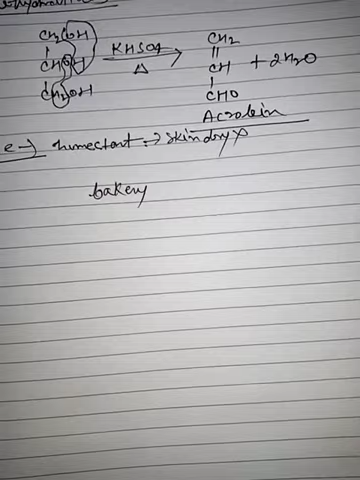 CH2OH CH2
CHOH KHSO4 → CH + 2H2O
Δ
CH2OH CHO
Acrolein
e → humectant → skin dry ×
bakery